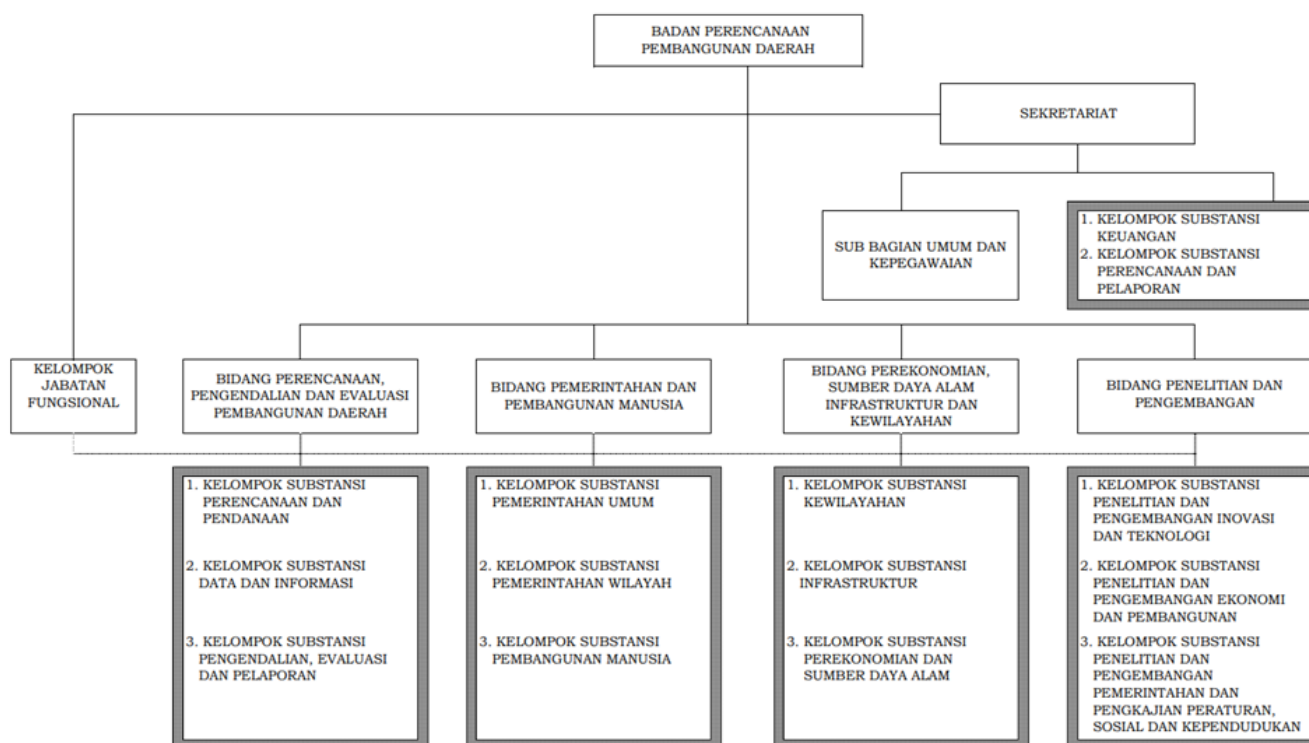 BADAN PERENCANAAN
PEMBANGUNAN DAERAH
SEKRETARIAT
SUB BAGIAN UMUM DAN
KEPEGAWAIAN
1. KELOMPOK SUBSTANSI
KEUANGAN
2. KELOMPOK SUBSTANSI
PERENCANAAN DAN
PELAPORAN
KELOMPOK
JABATAN
FUNGSIONAL
BIDANG PERENCANAAN,
PENGENDALIAN DAN EVALUASI
PEMBANGUNAN DAERAH
BIDANG PEMERINTAHAN DAN
PEMBANGUNAN MANUSIA
BIDANG PEREKONOMIAN,
SUMBER DAYA ALAM
INFRASTRUKTUR DAN
KEWILAYAHAN
BIDANG PENELITIAN DAN
PENGEMBANGAN
1. KELOMPOK SUBSTANSI
PERENCANAAN DAN
PENDANAAN
2. KELOMPOK SUBSTANSI
DATA DAN INFORMASI
3. KELOMPOK SUBSTANSI
PENGENDALIAN, EVALUASI
DAN PELAPORAN
1. KELOMPOK SUBSTANSI
PEMERINTAHAN UMUM
2. KELOMPOK SUBSTANSI
PEMERINTAHAN WILAYAH
3. KELOMPOK SUBSTANSI
PEMBANGUNAN MANUSIA
1. KELOMPOK SUBSTANSI
KEWILAYAHAN
2. KELOMPOK SUBSTANSI
INFRASTRUKTUR
3. KELOMPOK SUBSTANSI
PEREKONOMIAN DAN
SUMBER DAYA ALAM
1. KELOMPOK SUBSTANSI
PENELITIAN DAN
PENGEMBANGAN INOVASI
DAN TEKNOLOGI
2. KELOMPOK SUBSTANSI
PENELITIAN DAN
PENGEMBANGAN EKONOMI
DAN PEMBANGUNAN
3. KELOMPOK SUBSTANSI
PENELITIAN DAN
PENGEMBANGAN
PEMERINTAHAN DAN
PENGKAJIAN PERATURAN,
SOSIAL DAN KEPENDUDUKAN